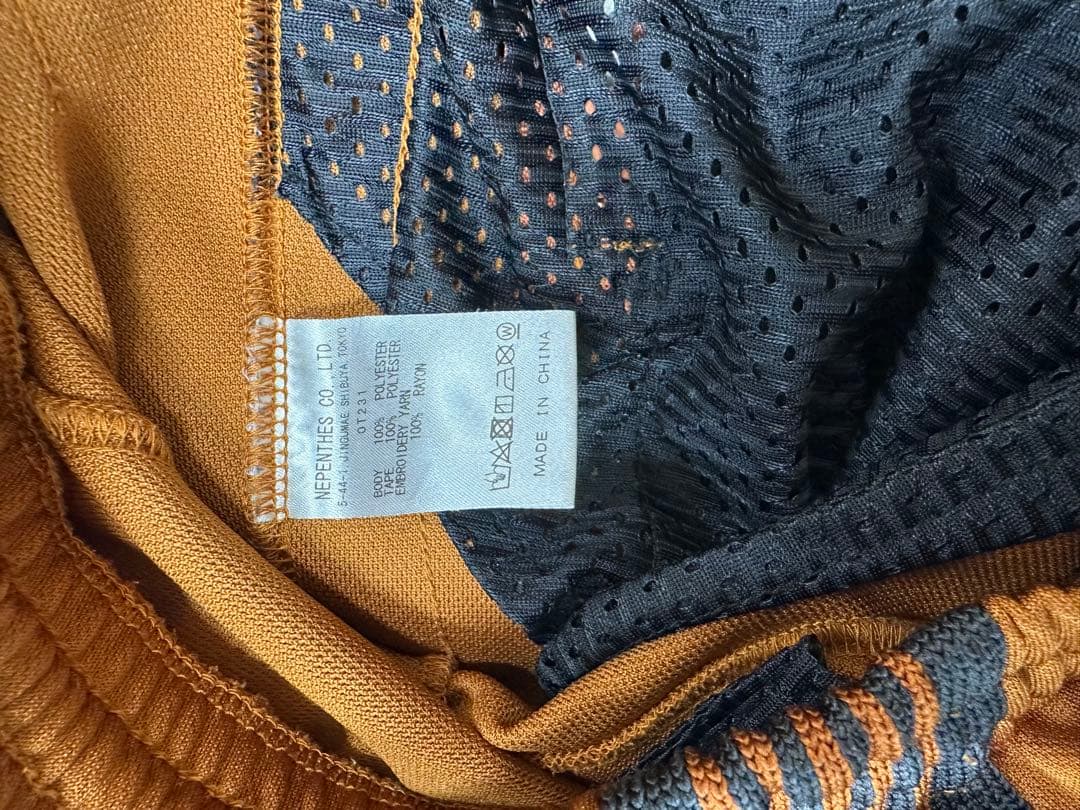 NEPENTHES CO. LTD.
5-44-1 JINGUMAE SHIBUYA TOKYO
OT231
BODY 100% POLYESTER
TAPE 100% POLYESTER
EMBROIDERY YARN
100% RAYON
W
MADE IN CHINA